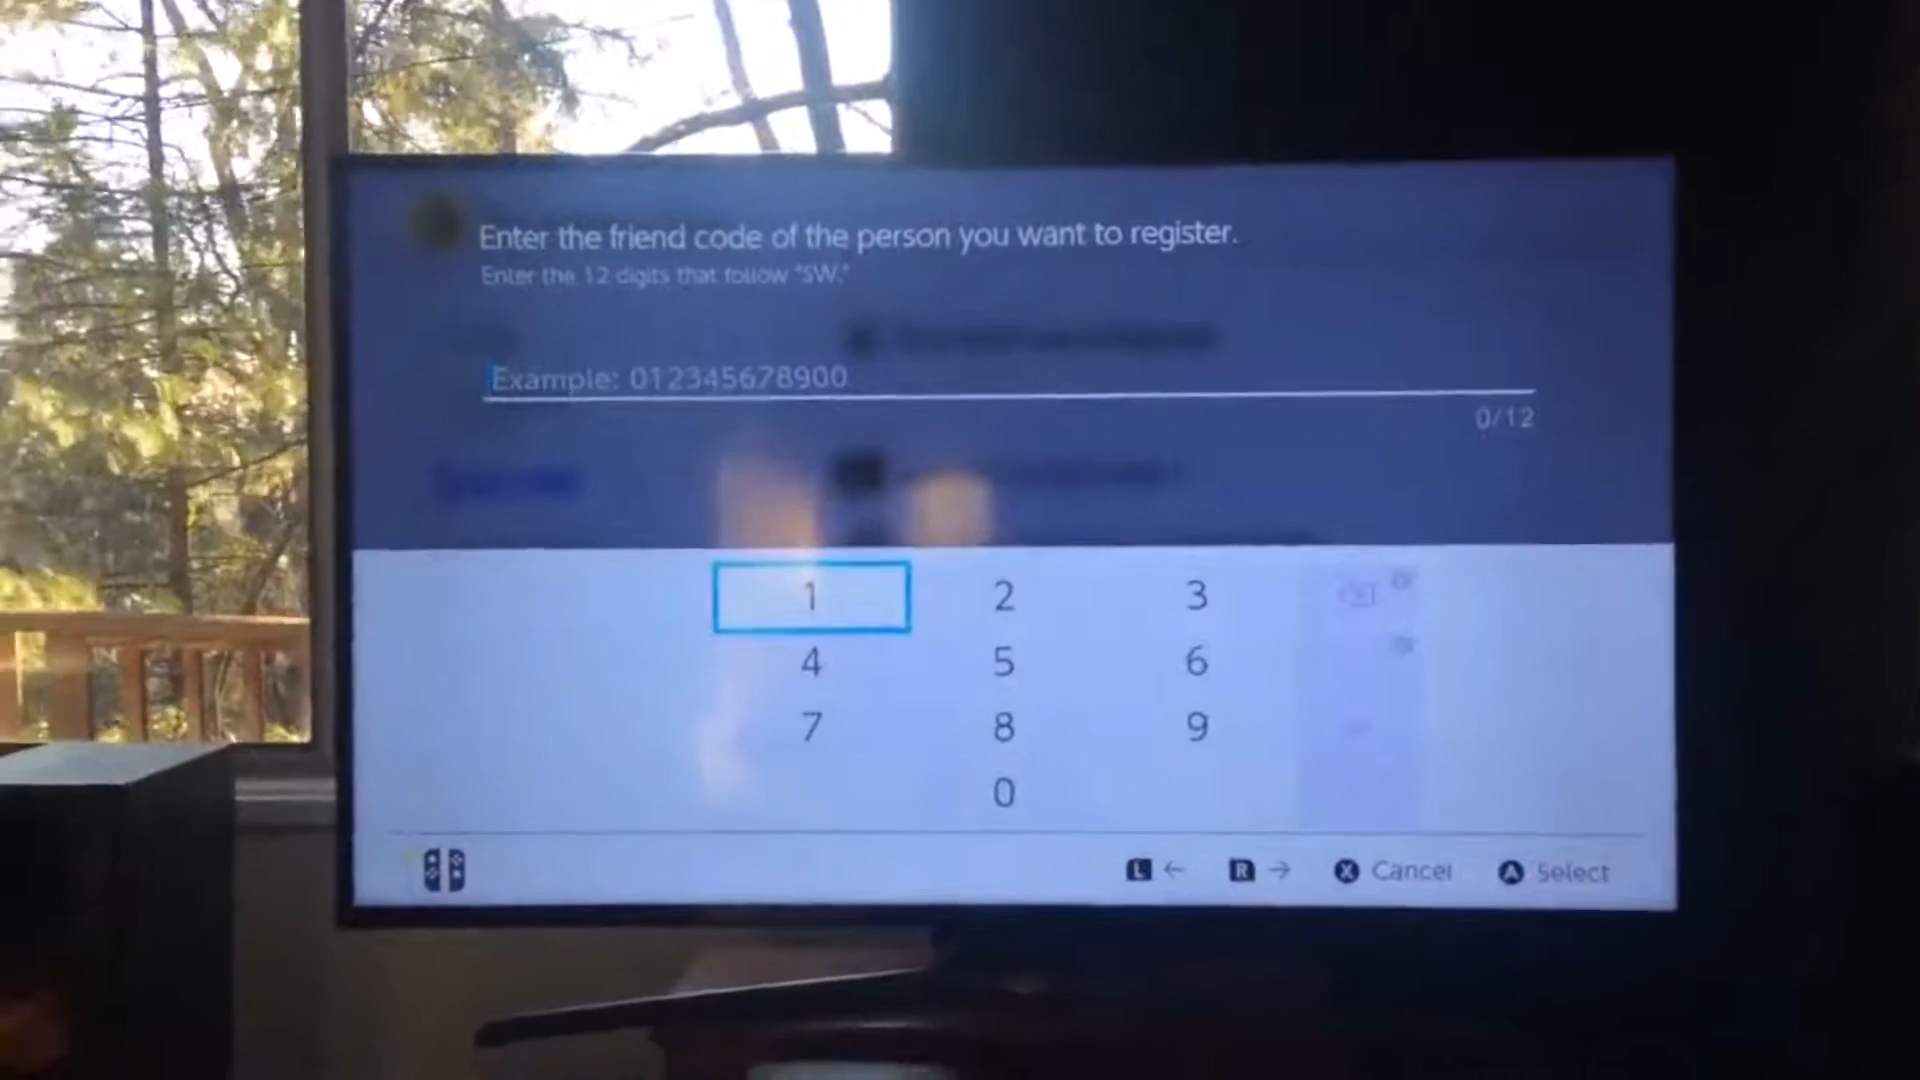 Enter the friend code of the person you want to register.
Enter the 12 digits that follow "SW."
Example: 012345678900
0/12
1 2 3
4 5 6
7 8 9
0
L ← R → X Cancel A Select